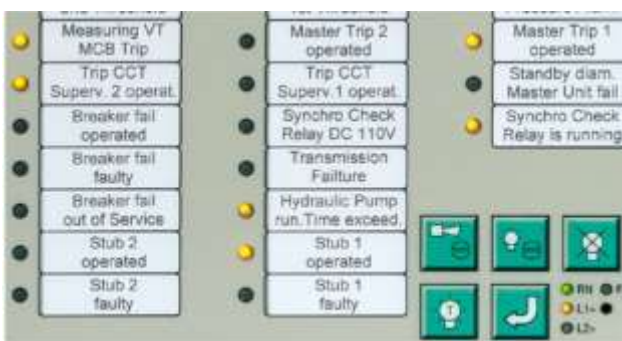 Measuring VT
MCB Trip
Trip CCT
Superv. 2 operat.
Breaker fail
operated
Breaker fail
faulty
Breaker fail
out of Service
Stub 2
operated
Stub 2
faulty
Master Trip 2
operated
Trip CCT
Superv.1 operat.
Synchro Check
Relay DC 110V
Transmission
Failture
Hydraulic Pump
run.Time exceed.
Stub 1
operated
Stub 1
faulty
Master Trip 1
operated
Standby diam.
Master Unit fail
Synchro Check
Relay is running
T
RN
L1+
L2+